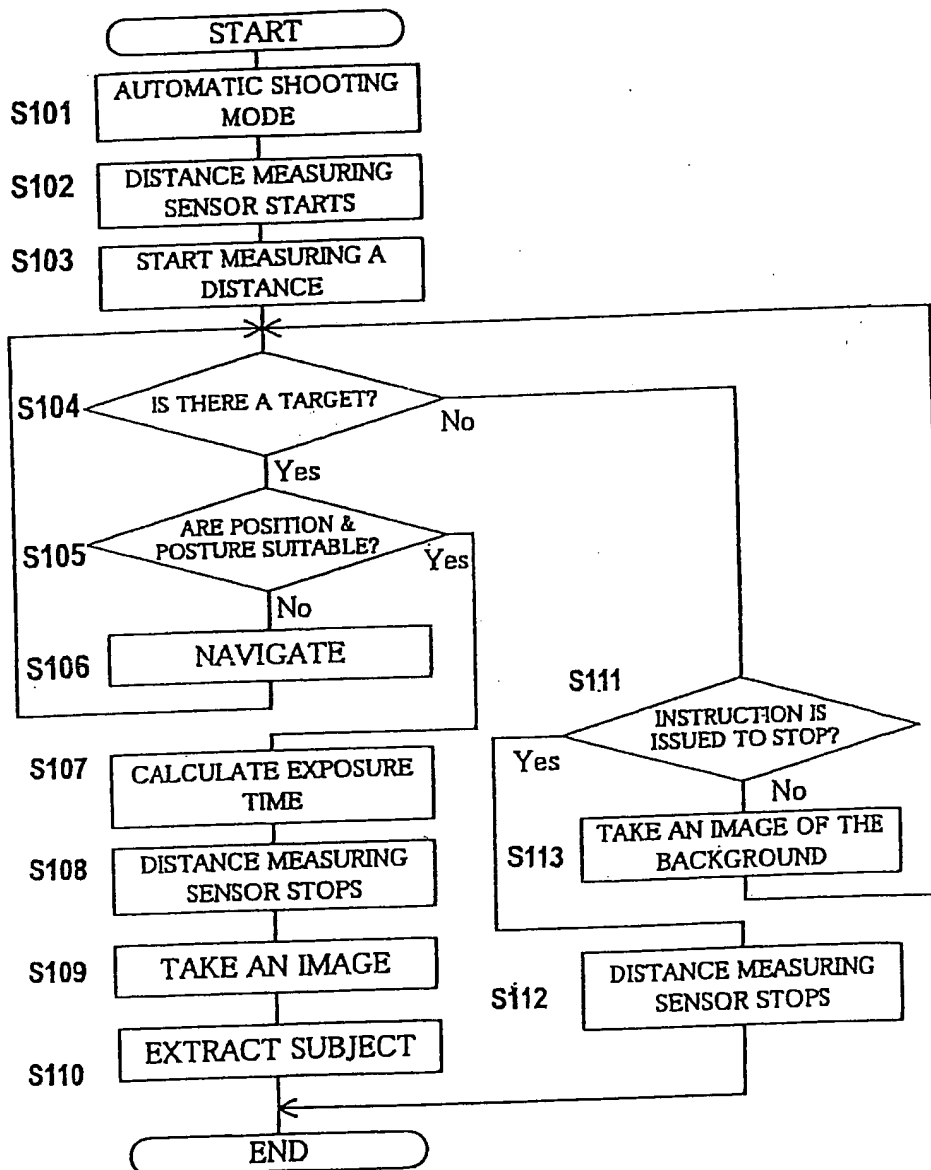 START
S101
AUTOMATIC SHOOTING
MODE
S102
DISTANCE MEASURING
SENSOR STARTS
S103
START MEASURING A
DISTANCE
S104
IS THERE A TARGET?
No
Yes
S105
ARE POSITION &
POSTURE SUITABLE?
Yes
No
S106
NAVIGATE
S107
CALCULATE EXPOSURE
TIME
S108
DISTANCE MEASURING
SENSOR STOPS
S109
TAKE AN IMAGE
S110
EXTRACT SUBJECT
S111
INSTRUCTION IS
ISSUED TO STOP?
Yes
No
S113
TAKE AN IMAGE OF THE
BACKGROUND
S112
DISTANCE MEASURING
SENSOR STOPS
END